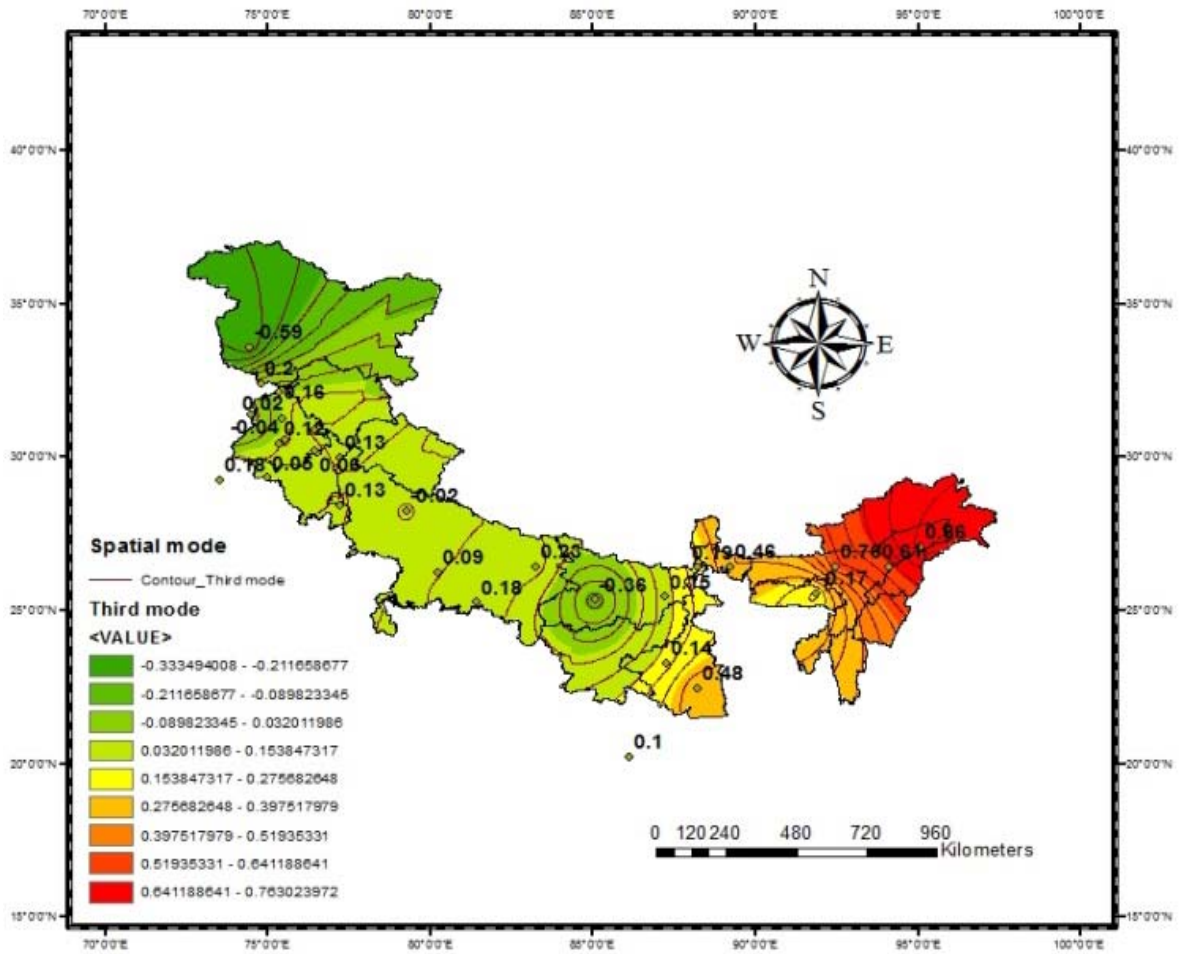 70°0'0"E 75°0'0"E 80°0'0"E 85°0'0"E 90°0'0"E 95°0'0"E 100°0'0"E
40°0'0"N 40°0'0"N
N
35°0'0"N 35°0'0"N
W E
S
-0.59
0.2
0.16
0.02
-0.04 0.12
0.13
30°0'0"N 30°0'0"N
0.18 0.05 0.06
0.13 -0.02
0.86
Spatial mode
0.23 0.46 0.61
Contour_Third mode
0.09
0.18 -0.36 0.15 -0.17
25°0'0"N 25°0'0"N
Third mode
<VALUE>
0.14
0.48
-0.333494008 - -0.211658677
-0.211658677 - -0.089823345
-0.089823345 - 0.032011986
0.1
0.032011986 - 0.153847317
20°0'0"N 20°0'0"N
0.153847317 - 0.275682648
0.275682648 - 0.397517979
0.397517979 - 0.51935331
0.51935331 - 0.641188641
0.641188641 - 0.763023972
0 120 240 480 720 960
Kilometers
15°0'0"N 15°0'0"N
70°0'0"E 75°0'0"E 80°0'0"E 85°0'0"E 90°0'0"E 95°0'0"E 100°0'0"E